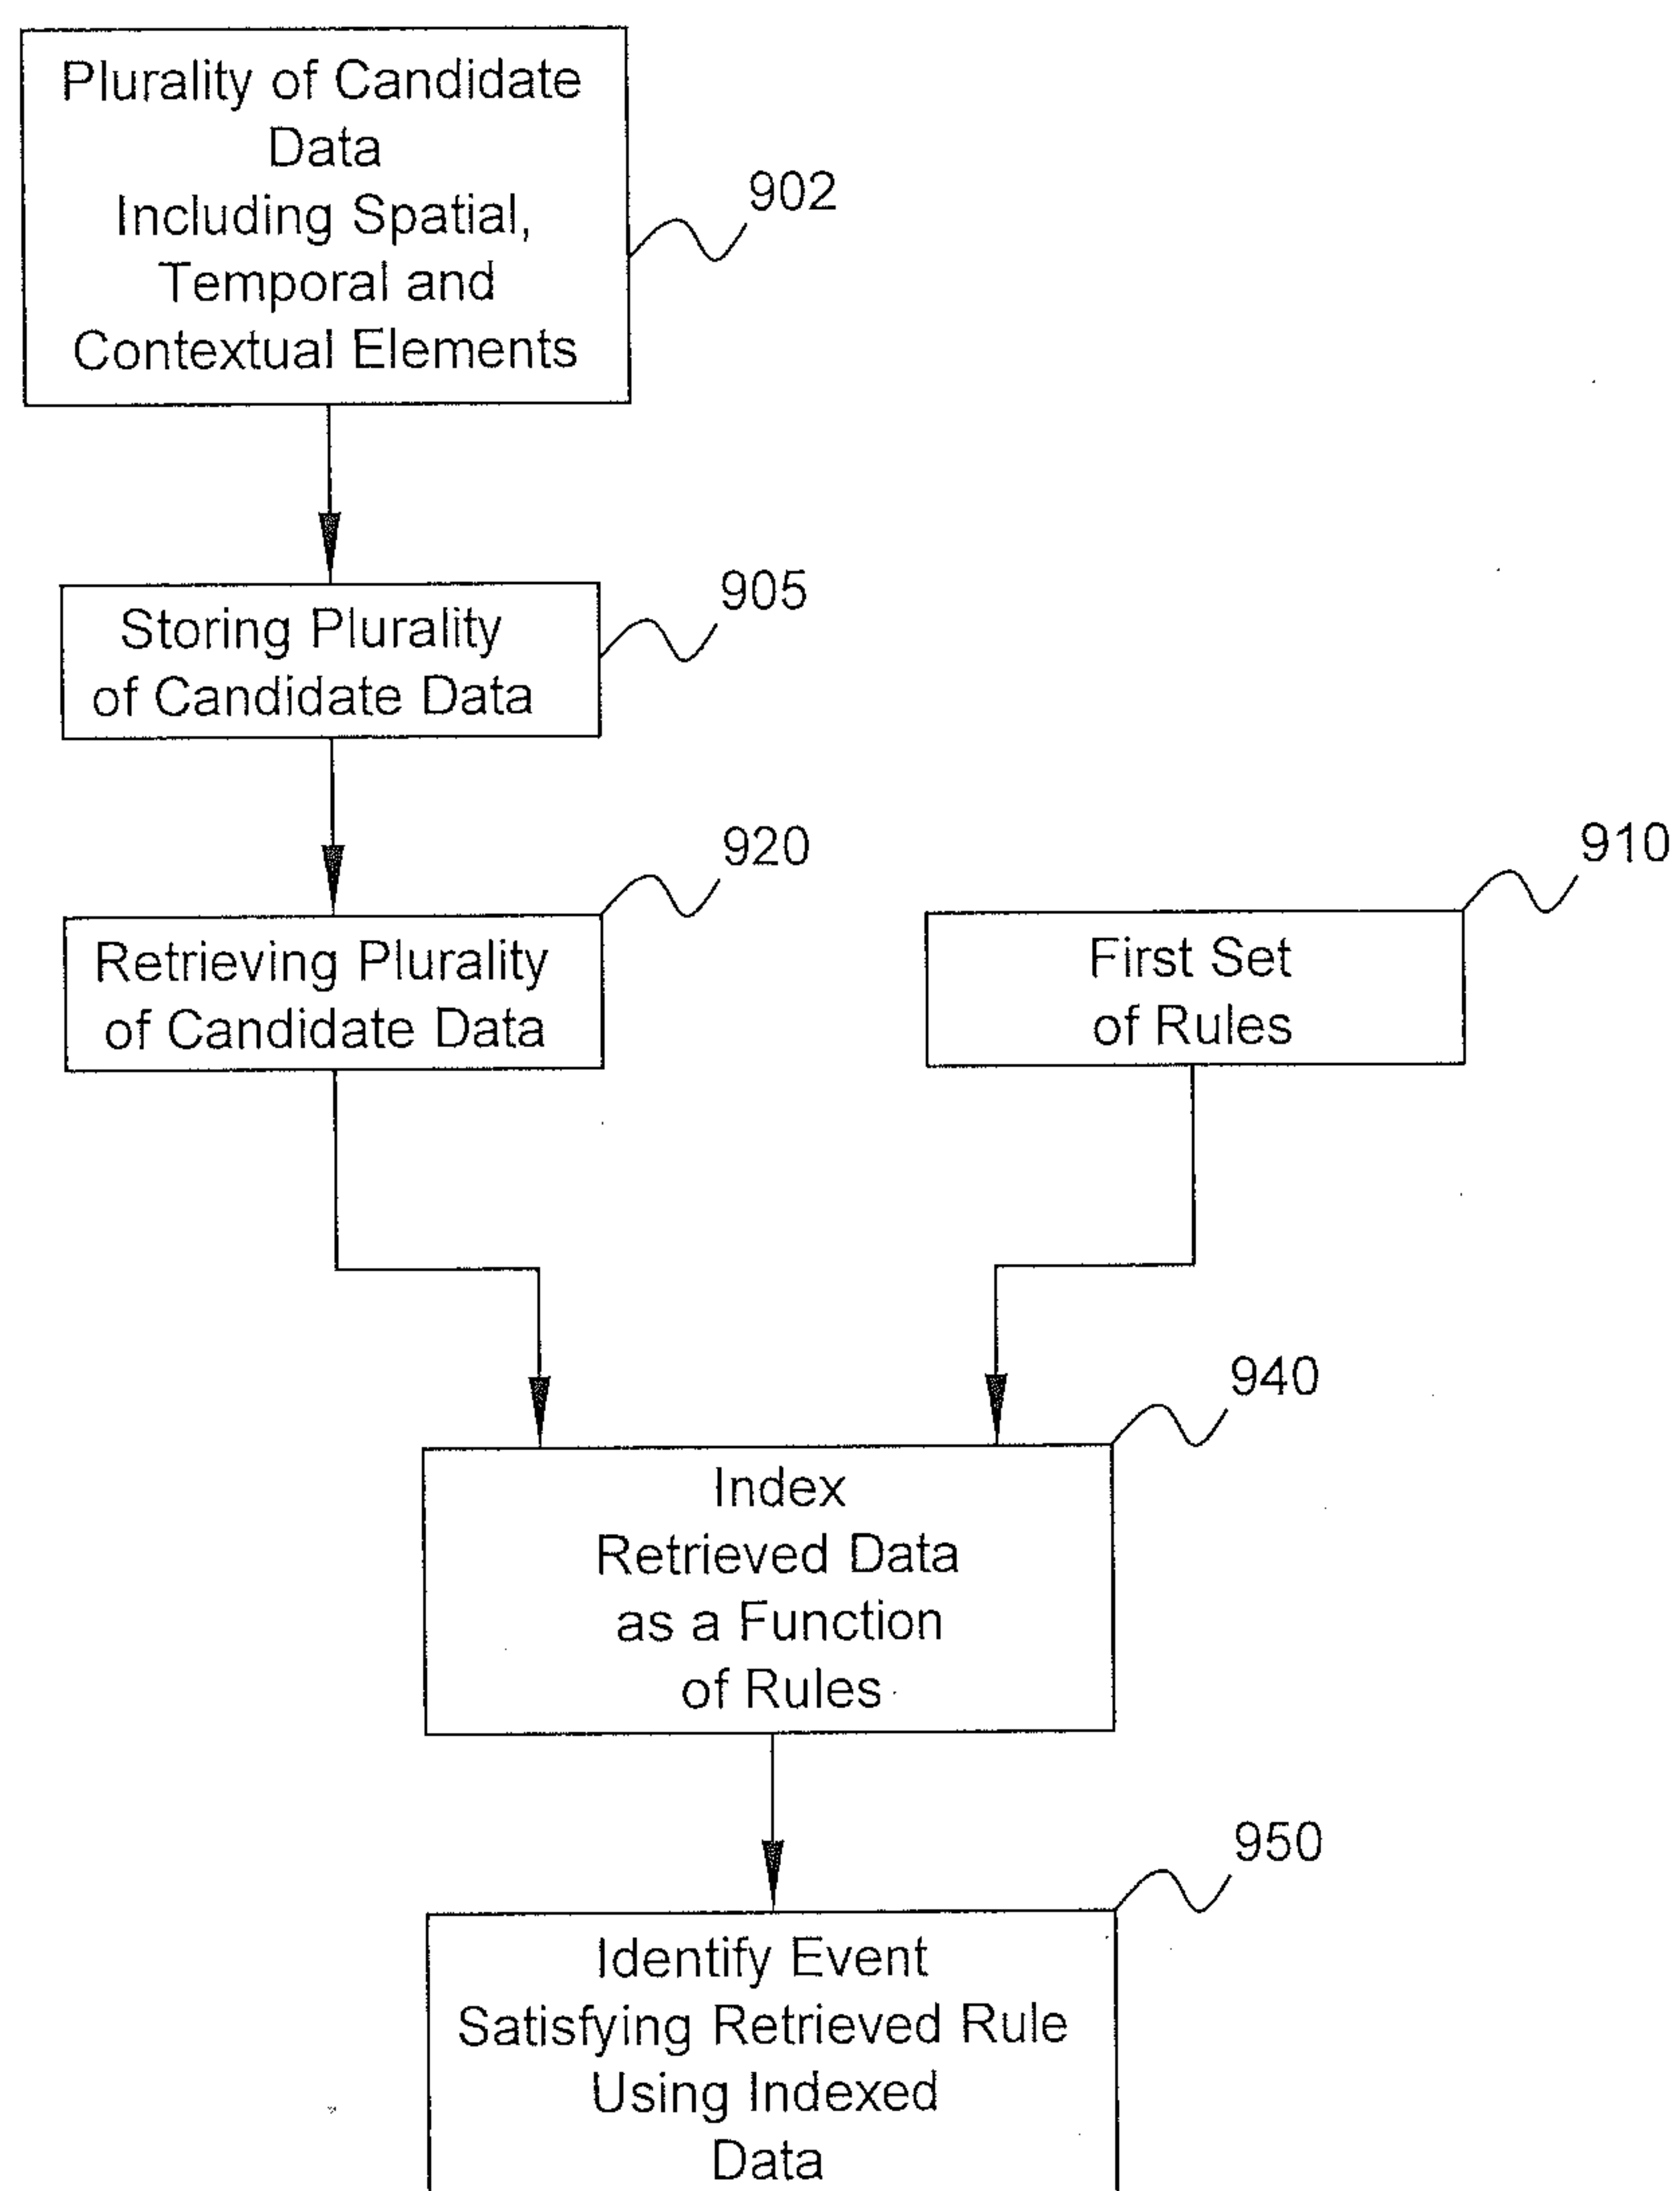 Plurality of Candidate
Data
Including Spatial,
Temporal and
Contextual Elements
902
Storing Plurality
of Candidate Data
905
Retrieving Plurality
of Candidate Data
920
First Set
of Rules
910
Index
Retrieved Data
as a Function
of Rules
940
Identify Event
Satisfying Retrieved Rule
Using Indexed
Data
950